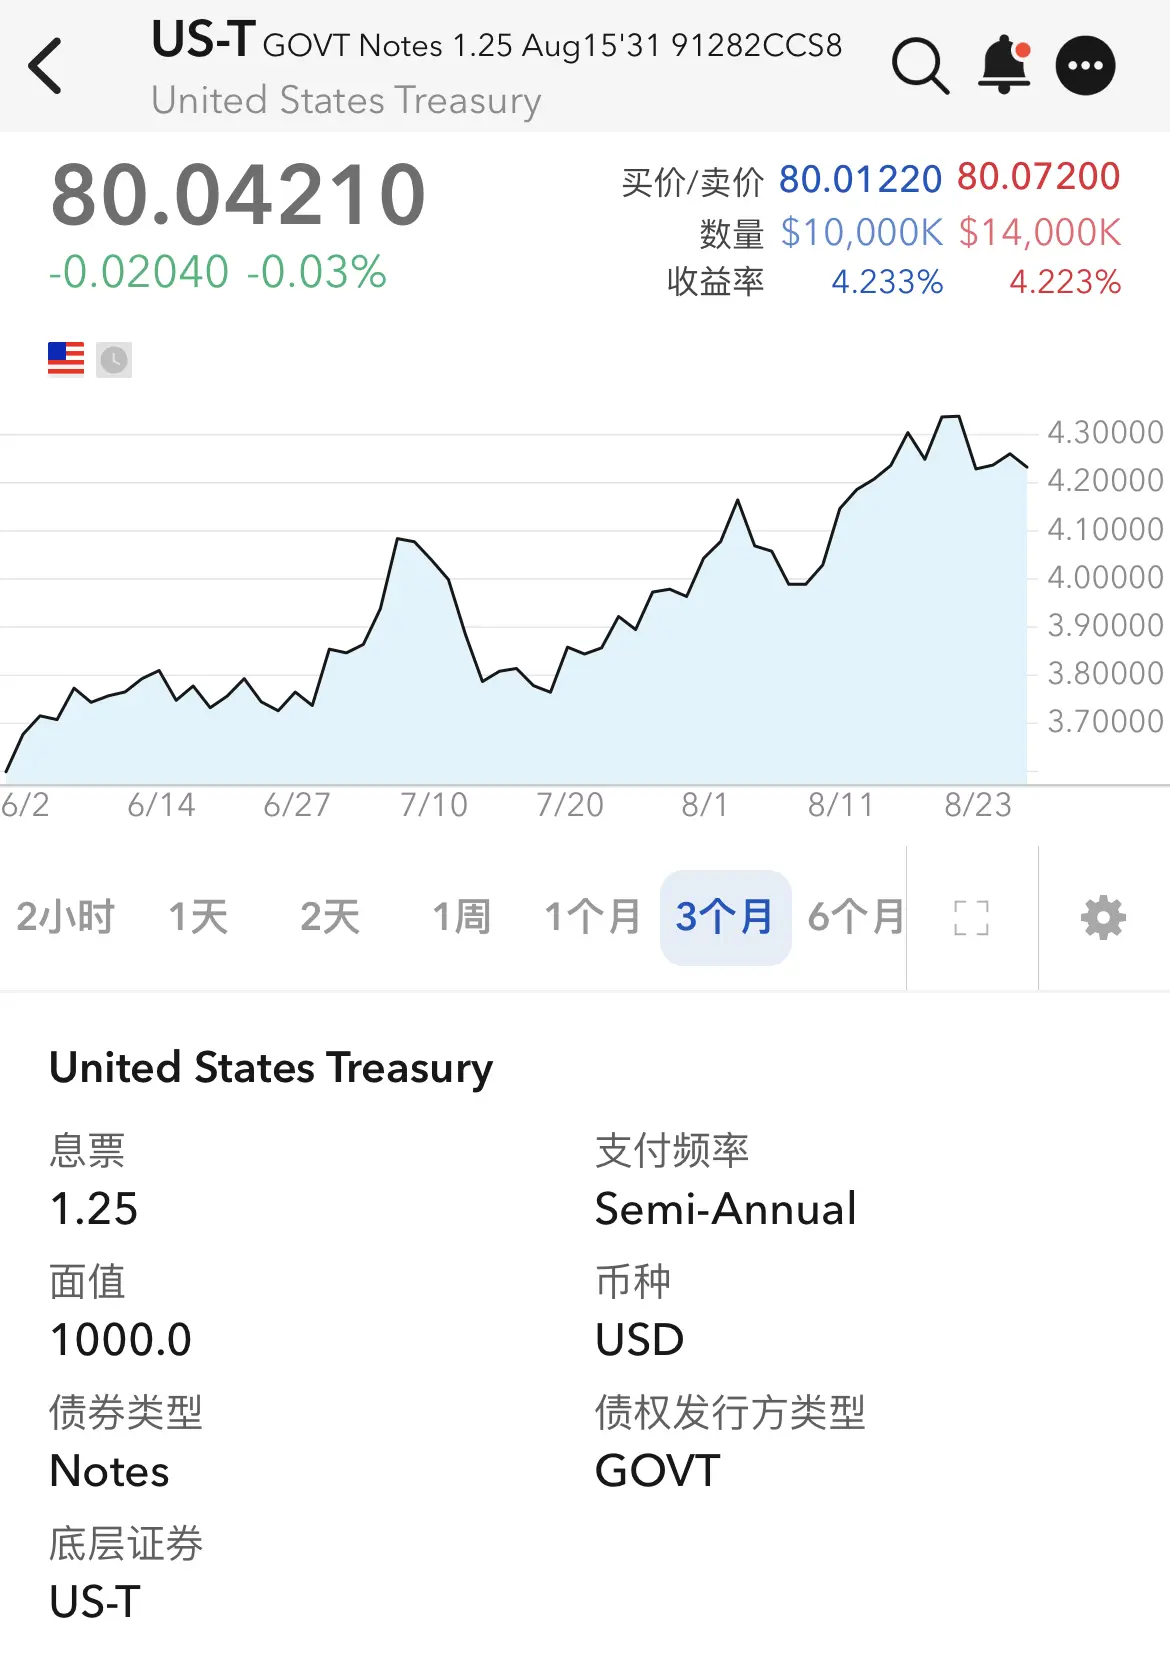 US-T GOVT Notes 1.25 Aug15'31 91282CCS8
United States Treasury
80.04210
-0.02040 -0.03%
买价/卖价 80.01220 80.07200
数量 $10,000K $14,000K
收益率 4.233% 4.223%
4.30000
4.20000
4.10000
4.00000
3.90000
3.80000
3.70000
6/2 6/14 6/27 7/10 7/20 8/1 8/11 8/23
2小时 1天 2天 1周 1个月 3个月 6个月
United States Treasury
息票 支付频率
1.25 Semi-Annual
面值 币种
1000.0 USD
债券类型 债权发行方类型
Notes GOVT
底层证券
US-T